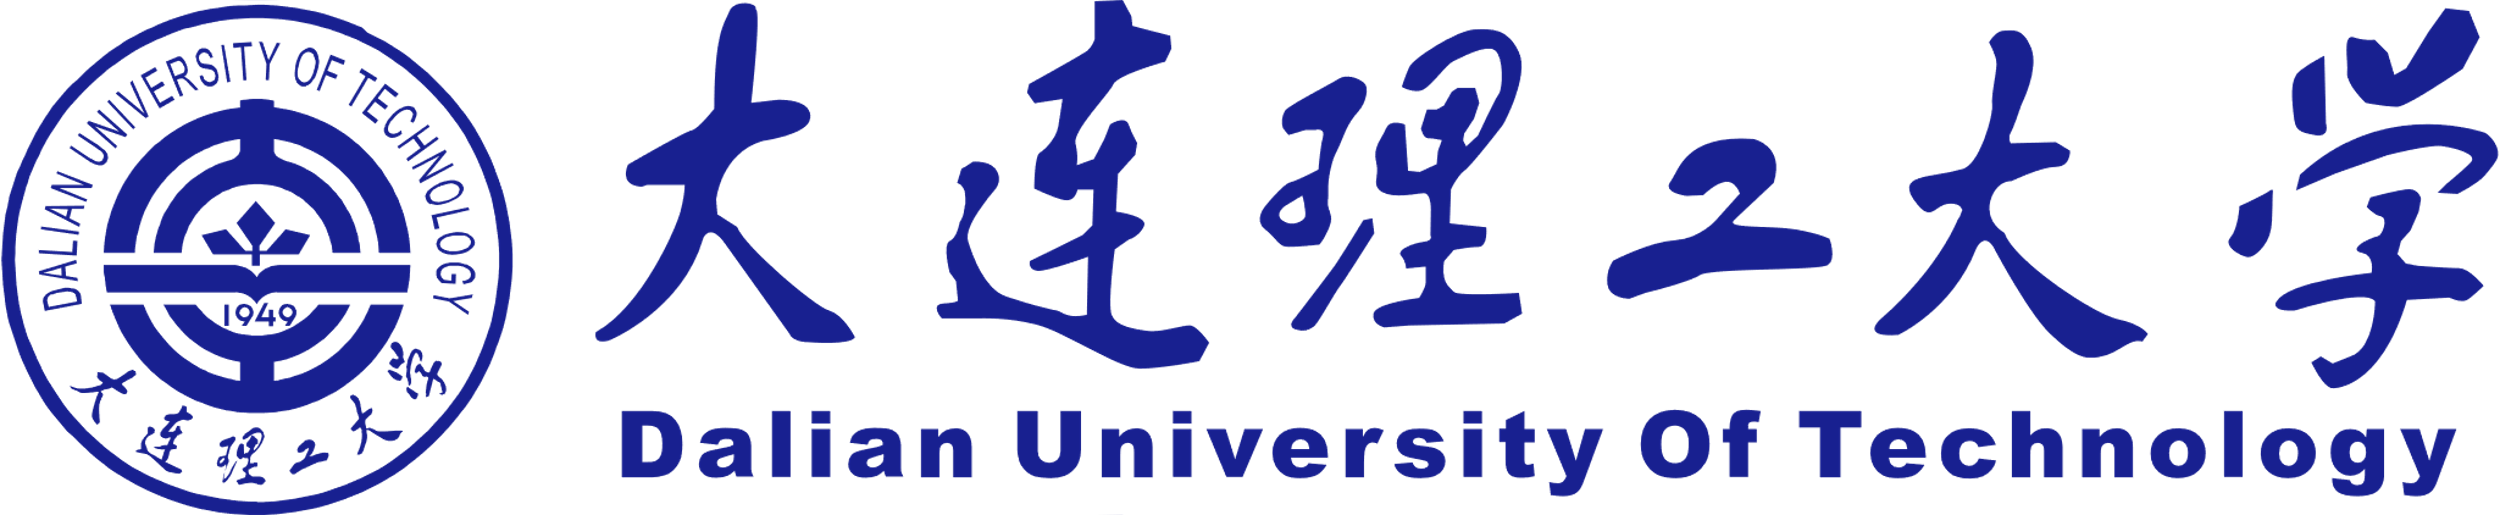 DALIAN UNIVERSITY OF TECHNOLOGY
1949
大连理工大学
大连理工大学
Dalian University Of Technology